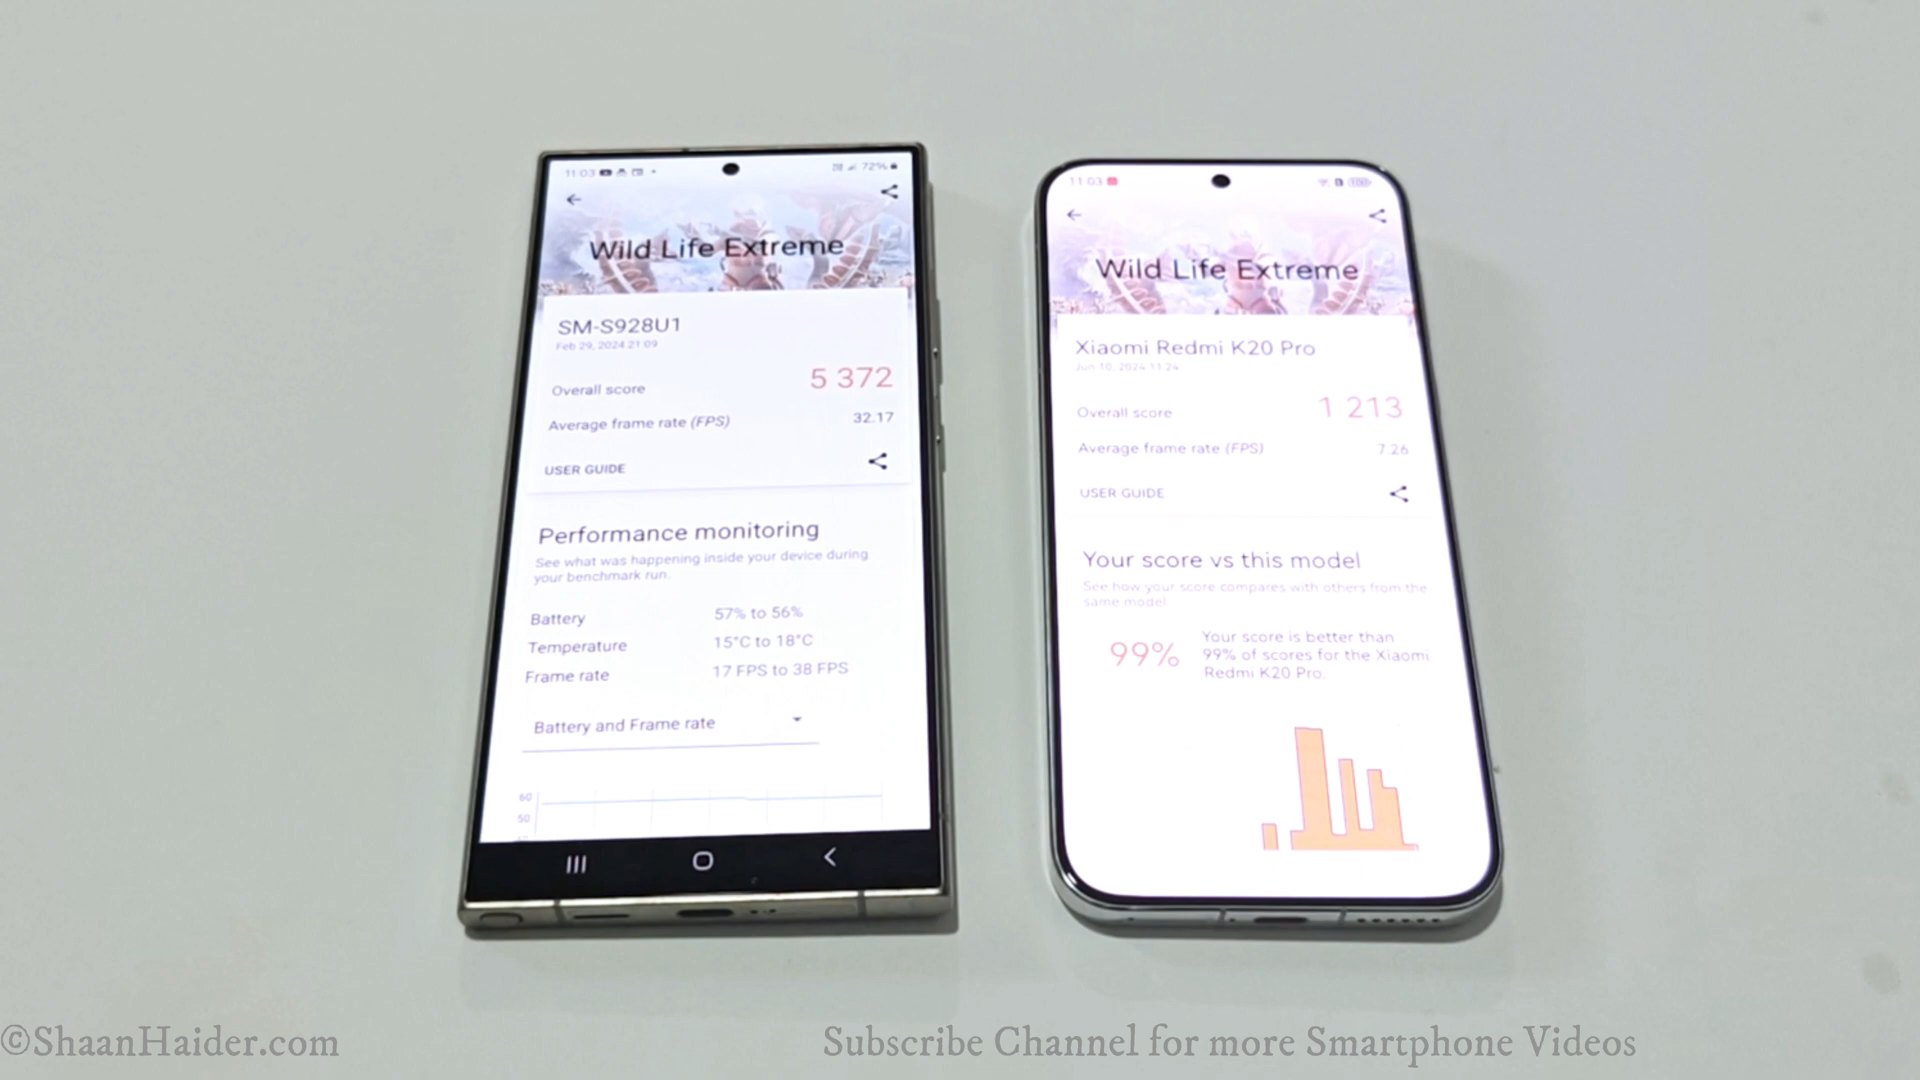 11:03
72%
Wild Life Extreme
SM-S928U1
Feb 29, 2024 21:09
Overall score
5 372
Average frame rate (FPS)
32.17
USER GUIDE
Performance monitoring
See what was happening inside your device during
your benchmark run.
Battery
57% to 56%
Temperature
15°C to 18°C
Frame rate
17 FPS to 38 FPS
Battery and Frame rate
60
50
11:03
Wild Life Extreme
Xiaomi Redmi K20 Pro
Jun 10, 2024 11:24
Overall score
1 213
Average frame rate (FPS)
7.26
USER GUIDE
Your score vs this model
See how your score compares with others from the
same model
99%
Your score is better than
99% of scores for the Xiaomi
Redmi K20 Pro.
©ShaanHaider.com
Subscribe Channel for more Smartphone Videos